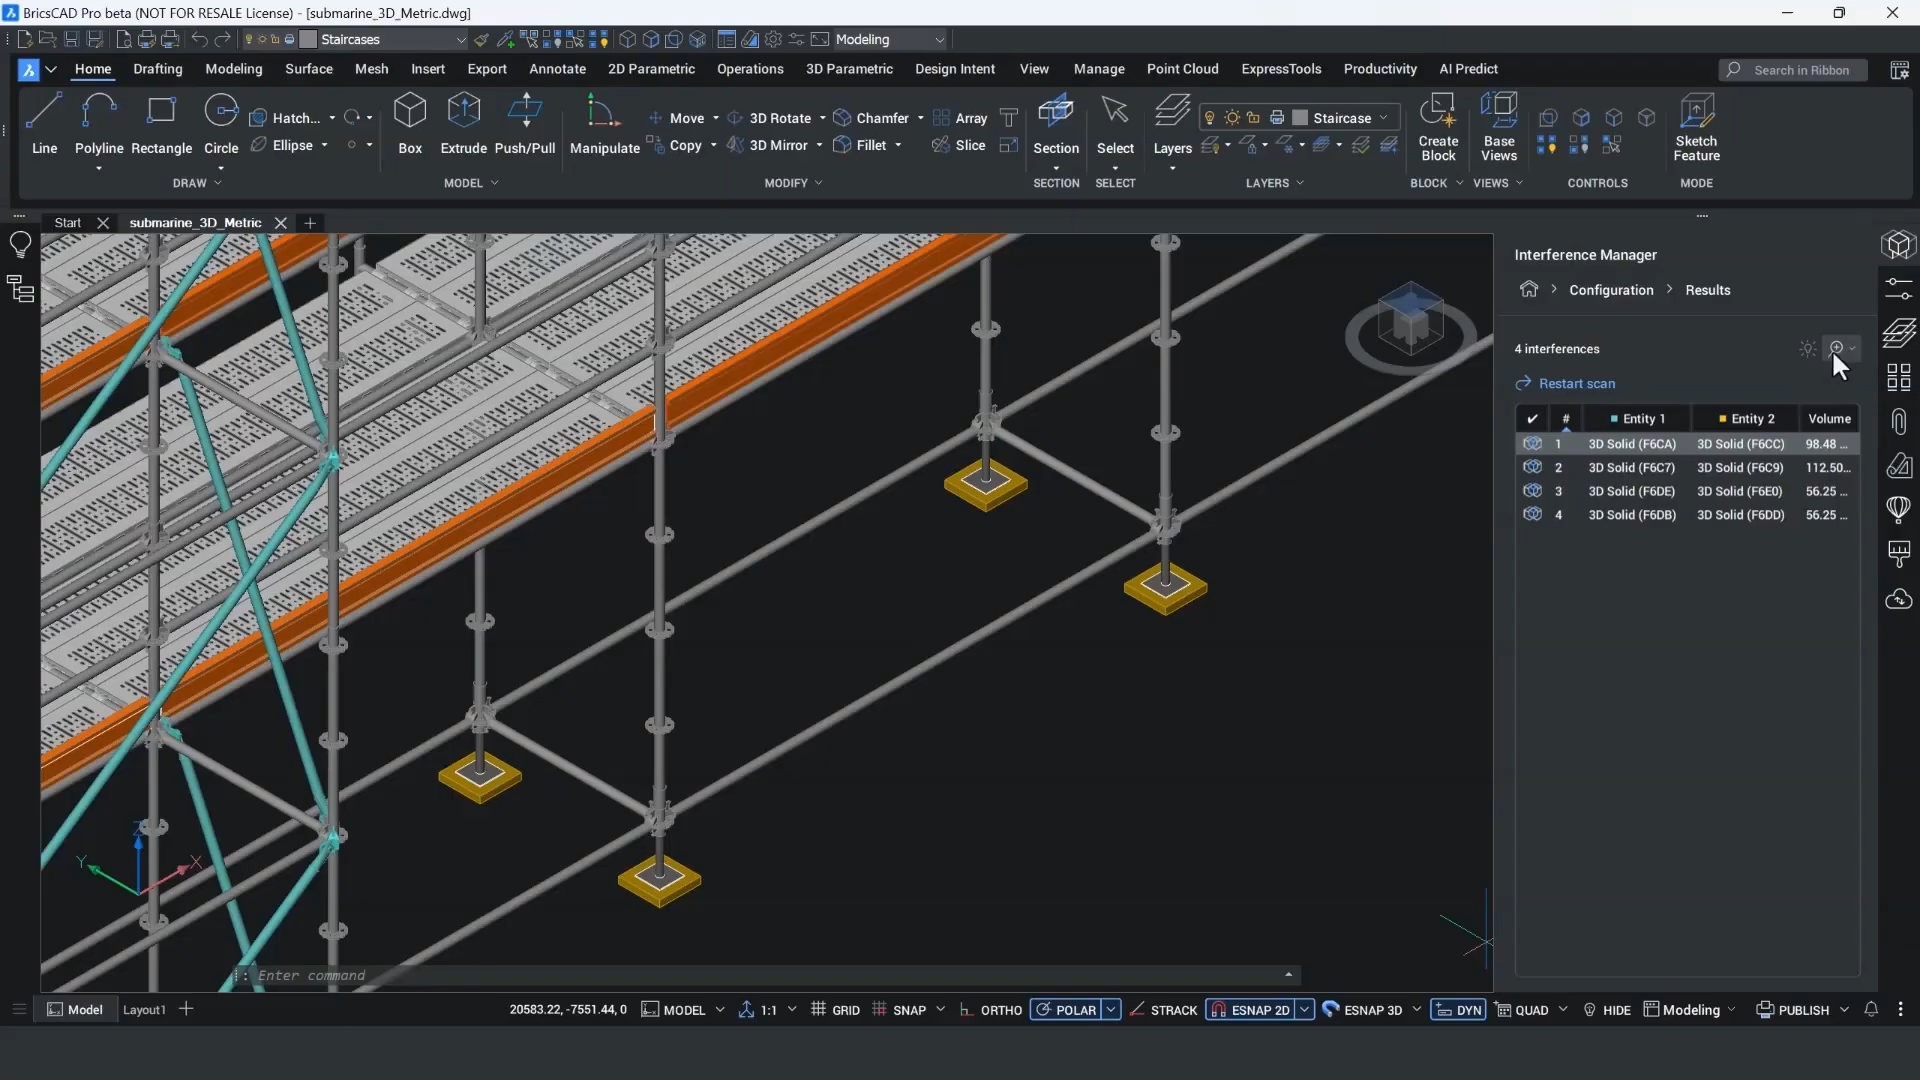 BricsCAD Pro beta (NOT FOR RESALE License) - [submarine_3D_Metric.dwg]
Staircases
Modeling
Home Drafting Modeling Surface Mesh Insert Export Annotate 2D Parametric Operations 3D Parametric Design Intent View Manage Point Cloud ExpressTools Productivity AI Predict
Search in Ribbon
Line Polyline Rectangle Circle Hatch... Ellipse
Box Extrude Push/Pull
Manipulate Move 3D Rotate Chamfer Array
Copy 3D Mirror Fillet Slice
Section Select Layers Staircase
Create Block
Base Views
Sketch Feature
DRAW MODEL MODIFY SECTION SELECT LAYERS BLOCK VIEWS CONTROLS MODE
Start submarine_3D_Metric
Interference Manager
Configuration > Results
4 interferences
Restart scan
# Entity 1 Entity 2 Volume
1 3D Solid (F6CA) 3D Solid (F6CC) 98.48 ...
2 3D Solid (F6C7) 3D Solid (F6C9) 112.50...
3 3D Solid (F6DE) 3D Solid (F6E0) 56.25 ...
4 3D Solid (F6DB) 3D Solid (F6DD) 56.25 ...
Z
Y X
: Enter command
Model Layout1
20583.22, -7551.44, 0 MODEL 1:1 GRID SNAP ORTHO POLAR STRACK ESNAP 2D ESNAP 3D DYN QUAD HIDE Modeling PUBLISH